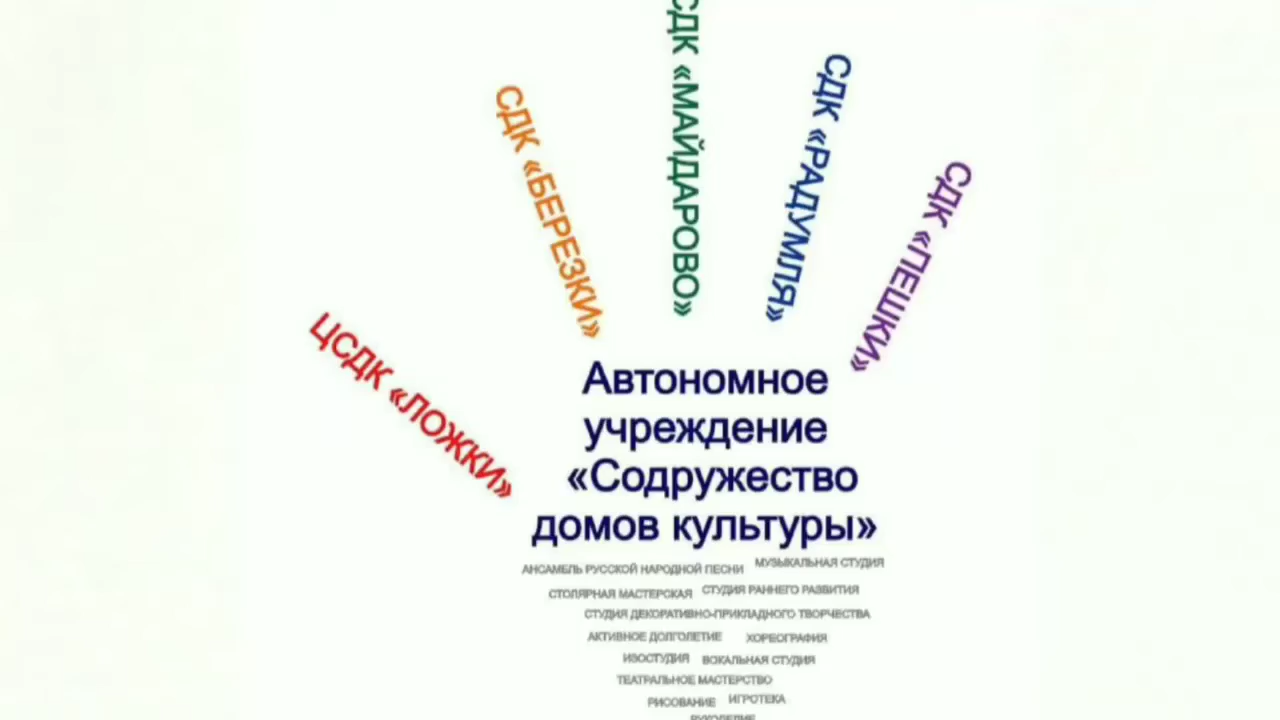 ЦСДК «ЛОЖКИ»
СДК «БЕРЕЗКИ»
СДК «МАЙДАРОВО»
СДК «РАДУМЛЯ»
СДК «ПЕШКИ»
Автономное
учреждение
«Содружество
домов культуры»
АНСАМБЛЬ РУССКОЙ НАРОДНОЙ ПЕСНИ
МУЗЫКАЛЬНАЯ СТУДИЯ
СТОЛЯРНАЯ МАСТЕРСКАЯ
СТУДИЯ РАННЕГО РАЗВИТИЯ
СТУДИЯ ДЕКОРАТИВНО-ПРИКЛАДНОГО ТВОРЧЕСТВА
АКТИВНОЕ ДОЛГОЛЕТИЕ
ХОРЕОГРАФИЯ
ИЗОСТУДИЯ
ВОКАЛЬНАЯ СТУДИЯ
ТЕАТРАЛЬНОЕ МАСТЕРСТВО
РИСОВАНИЕ
ИГРОТЕКА
РУКОДЕЛИЕ